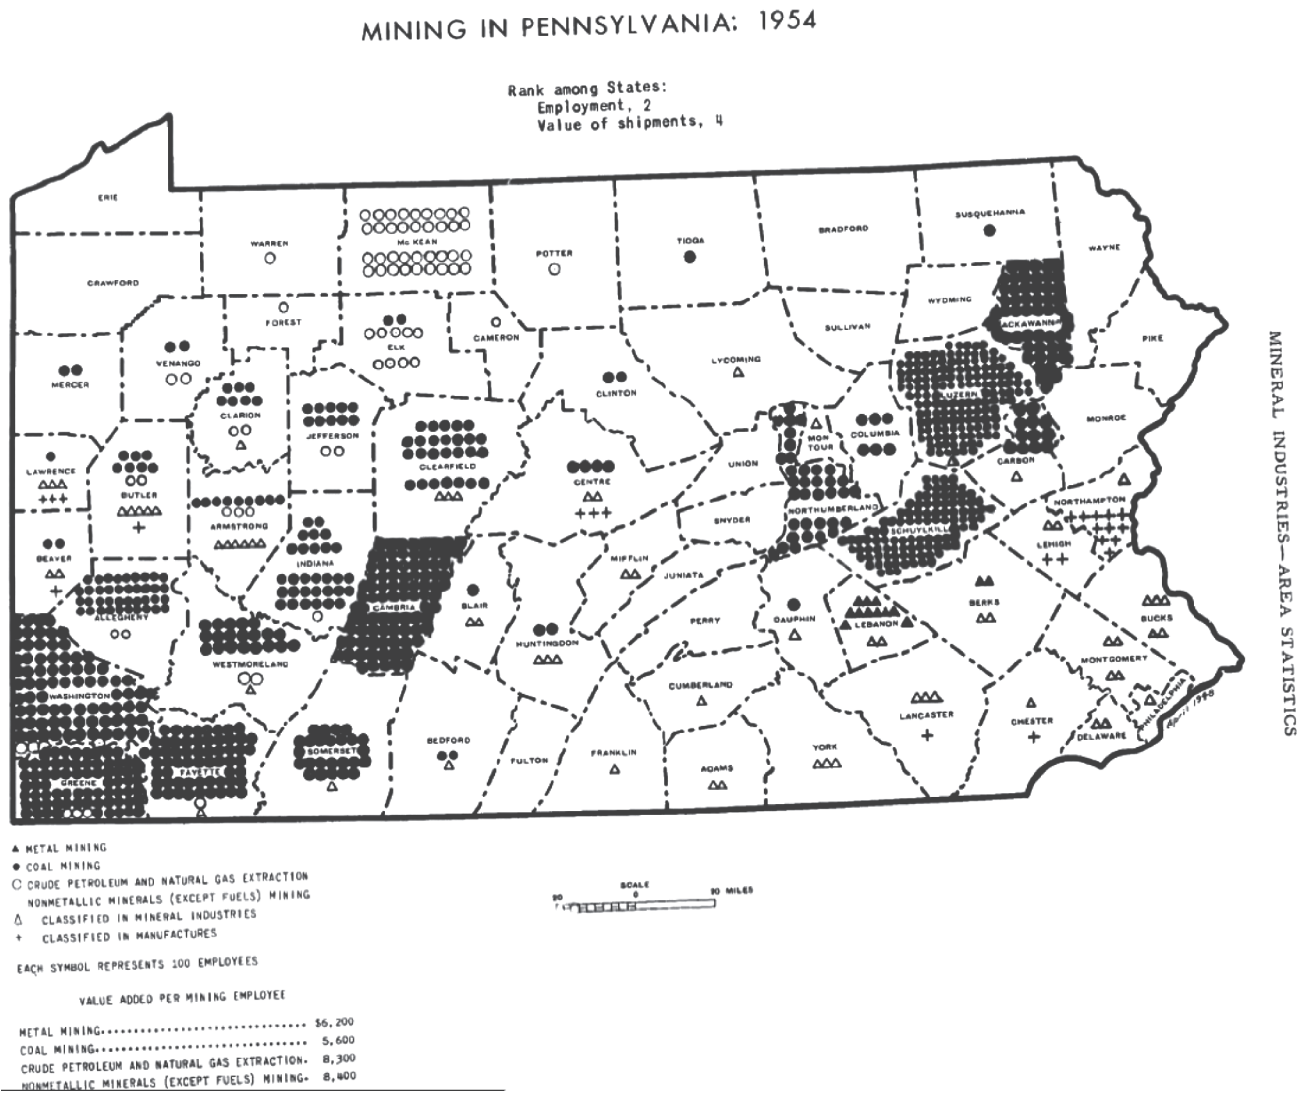 MINING IN PENNSYLVANIA: 1954
Rank among States:
Employment, 2
Value of shipments, 4
ERIE
CRAWFORD
WARREN
McKEAN
POTTER
TIOGA
BRADFORD
SUSQUEHANNA
WAYNE
FOREST
ELK
CAMERON
WYOMING
LACKAWANNA
SULLIVAN
PIKE
MERCER
VENANGO
CLARION
JEFFERSON
CLEARFIELD
CLINTON
LYCOMING
LUZERNE
MONROE
LAWRENCE
BUTLER
ARMSTRONG
CENTRE
UNION
MON
TOUR
COLUMBIA
CARBON
NORTHAMPTON
SNYDER
NORTHUMBERLAND
SCHUYLKILL
LEHIGH
BEAVER
INDIANA
MIFFLIN
JUNIATA
ALLEGHENY
CAMBRIA
BLAIR
HUNTINGDON
PERRY
DAUPHIN
LEBANON
BERKS
BUCKS
WESTMORELAND
MONTGOMERY
WASHINGTON
CUMBERLAND
LANCASTER
CHESTER
PHILADELPHIA
DELAWARE
GREENE
FAYETTE
SOMERSET
BEDFORD
FULTON
FRANKLIN
ADAMS
YORK
METAL MINING
COAL MINING
CRUDE PETROLEUM AND NATURAL GAS EXTRACTION
NONMETALLIC MINERALS (EXCEPT FUELS) MINING
CLASSIFIED IN MINERAL INDUSTRIES
+ CLASSIFIED IN MANUFACTURES
EACH SYMBOL REPRESENTS 100 EMPLOYEES
SCALE
20 0 20 MILES
VALUE ADDED PER MINING EMPLOYEE
METAL MINING............................... $6,200
COAL MINING................................ 5,600
CRUDE PETROLEUM AND NATURAL GAS EXTRACTION. 8,300
NONMETALLIC MINERALS (EXCEPT FUELS) MINING. 8,400
MINERAL INDUSTRIES—AREA STATISTICS